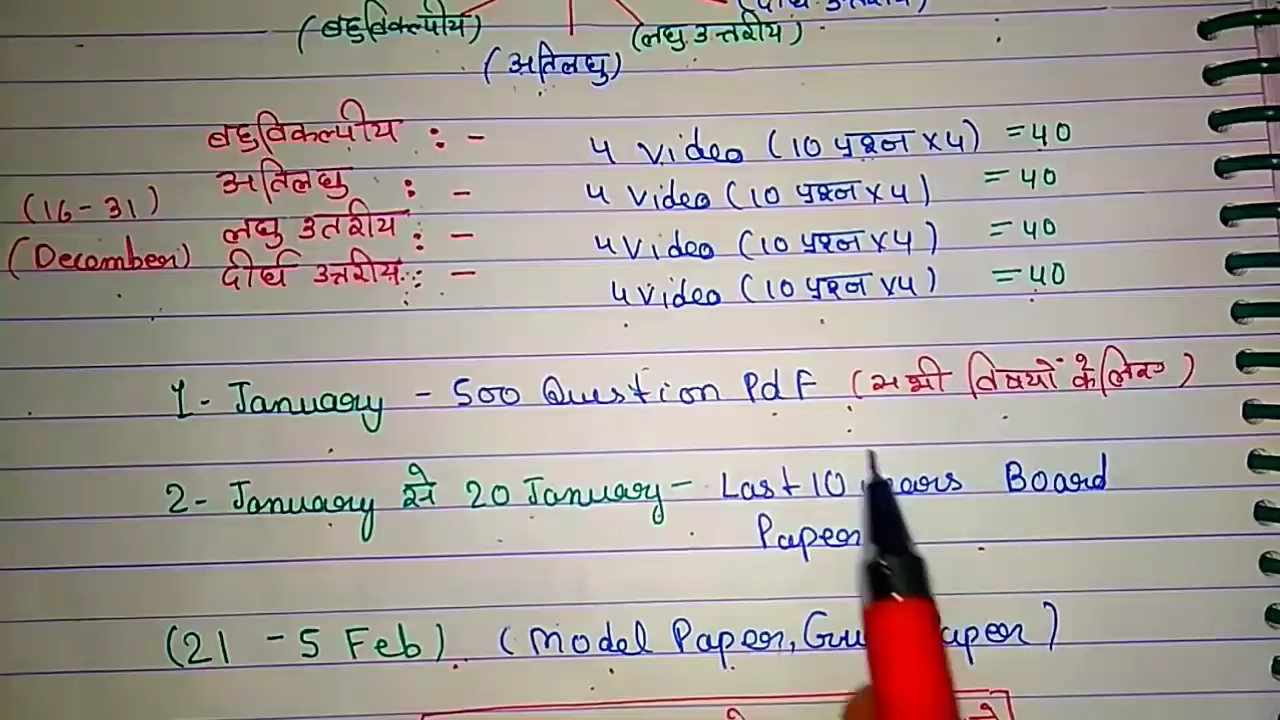 (बहुविकल्पीय) (लघु उत्तरीय)
(अतिलघु)
बहुविकल्पीय :- 4 video (10 प्रश्न x4) =40
अतिलघु :- 4 video (10 प्रश्न x4) =40
(16-31)
लघु उतरीय :- 4 video (10 प्रश्न x4) =40
(December)
दीर्घ उत्तरीय :- 4 video (10 प्रश्न x4) =40
1- January - 500 Question Pdf (सभी विषयों के लिए)
2- January से 20 January - Last 10 Board
Paper
(21 - 5 Feb) (Model Paper,